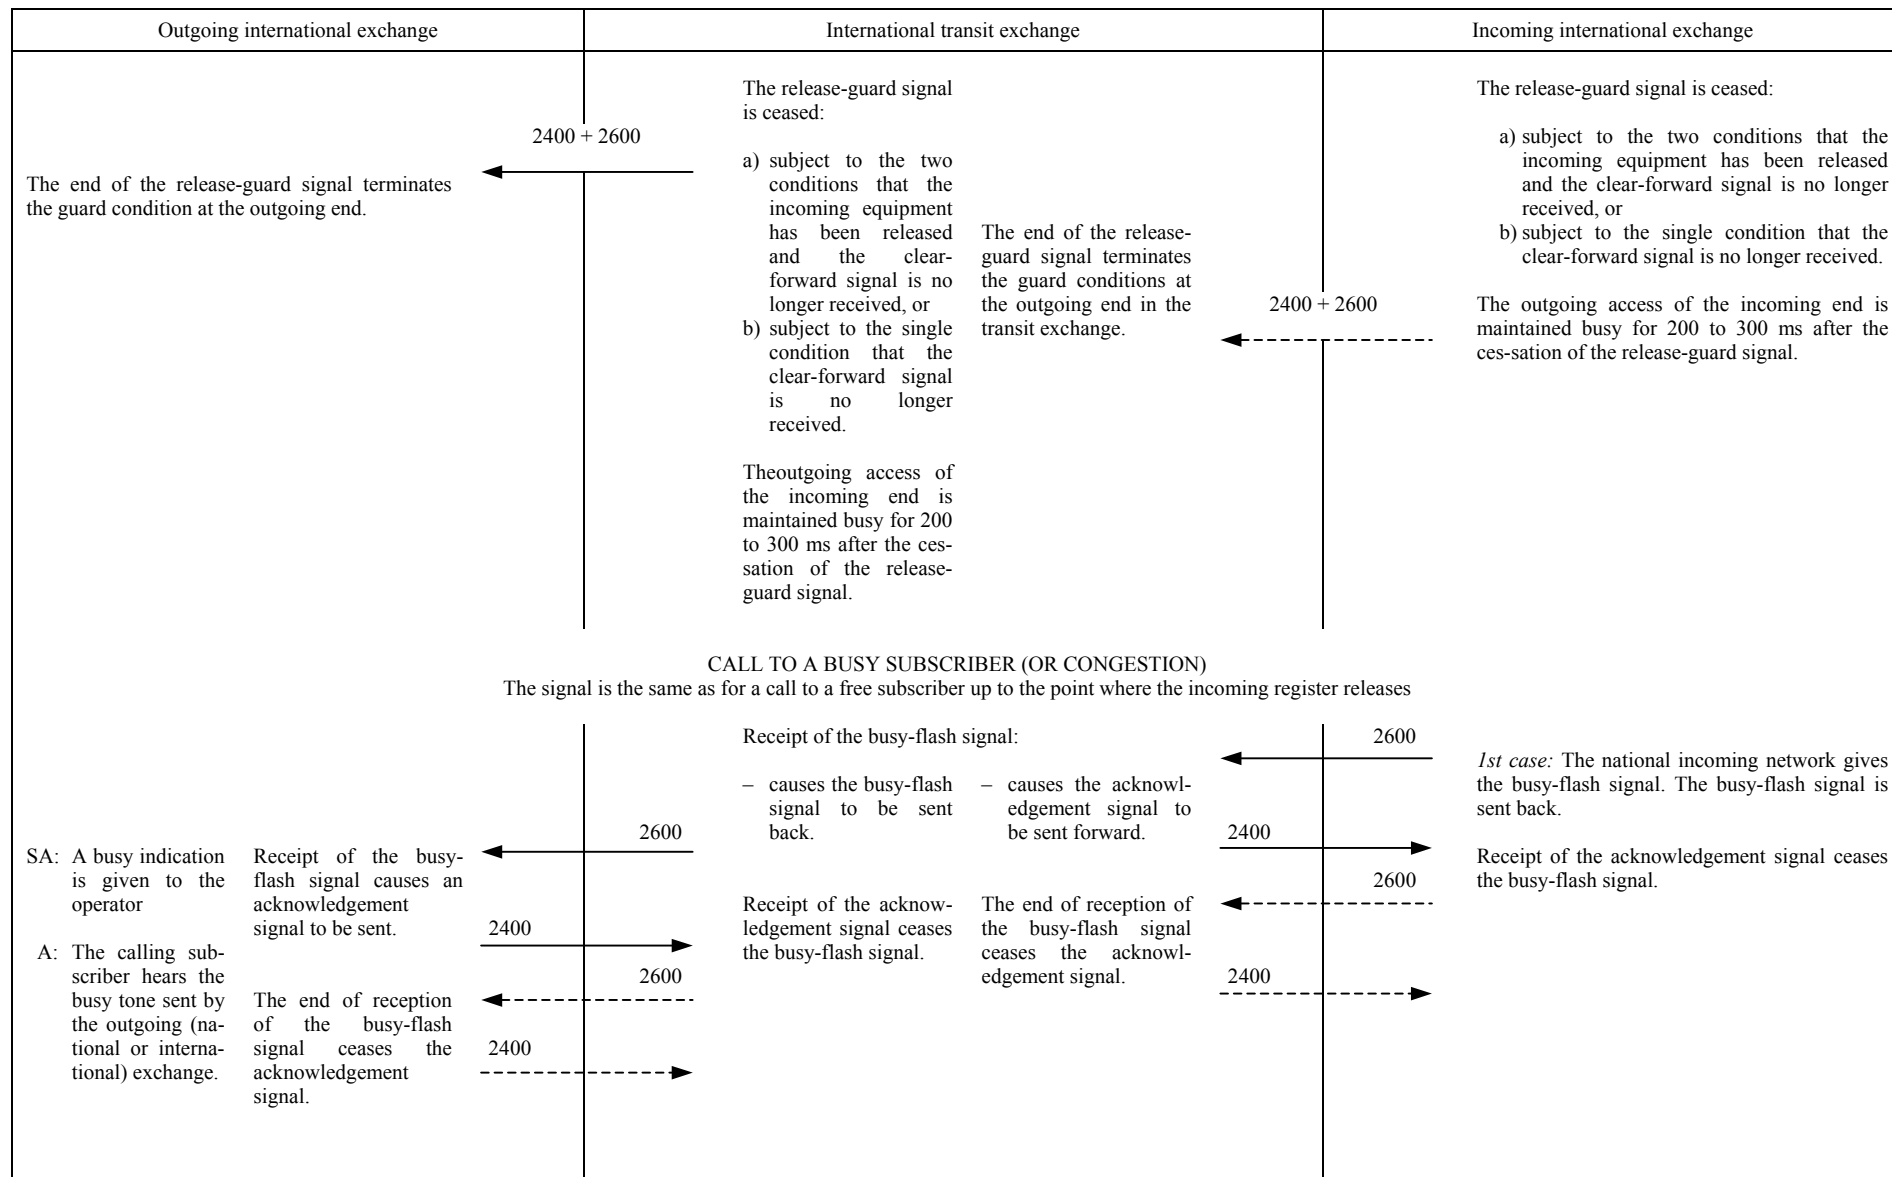 Outgoing international exchange
International transit exchange
Incoming international exchange
2400 + 2600
The end of the release-guard signal terminates
the guard condition at the outgoing end.
The release-guard signal
is ceased:
a) subject to the two
conditions that the
incoming equipment
has been released
and the clear-
forward signal is no
longer received, or
b) subject to the single
condition that the
clear-forward signal
is no longer
received.
Theoutgoing access of
the incoming end is
maintained busy for 200
to 300 ms after the ces-
sation of the release-
guard signal.
The end of the release-
guard signal terminates
the guard conditions at
the outgoing end in the
transit exchange.
2400 + 2600
The release-guard signal is ceased:
a) subject to the two conditions that the
incoming equipment has been released
and the clear-forward signal is no longer
received, or
b) subject to the single condition that the
clear-forward signal is no longer received.
The outgoing access of the incoming end is
maintained busy for 200 to 300 ms after the
ces-sation of the release-guard signal.
CALL TO A BUSY SUBSCRIBER (OR CONGESTION)
The signal is the same as for a call to a free subscriber up to the point where the incoming register releases
SA: A busy indication
is given to the
operator
A: The calling sub-
scriber hears the
busy tone sent by
the outgoing (na-
tional or interna-
tional) exchange.
Receipt of the busy-
flash signal causes an
acknowledgement
signal to be sent.
The end of reception
of the busy-flash
signal ceases the
acknowledgement
signal.
2600
2400
2600
2400
Receipt of the busy-flash signal:
– causes the busy-flash
signal to be sent
back.
– causes the acknowl-
edgement signal to
be sent forward.
Receipt of the acknow-
ledgement signal ceases
the busy-flash signal.
The end of reception of
the busy-flash signal
ceases the acknowl-
edgement signal.
2600
2400
2600
2400
1st case: The national incoming network gives
the busy-flash signal. The busy-flash signal is
sent back.
Receipt of the acknowledgement signal ceases
the busy-flash signal.